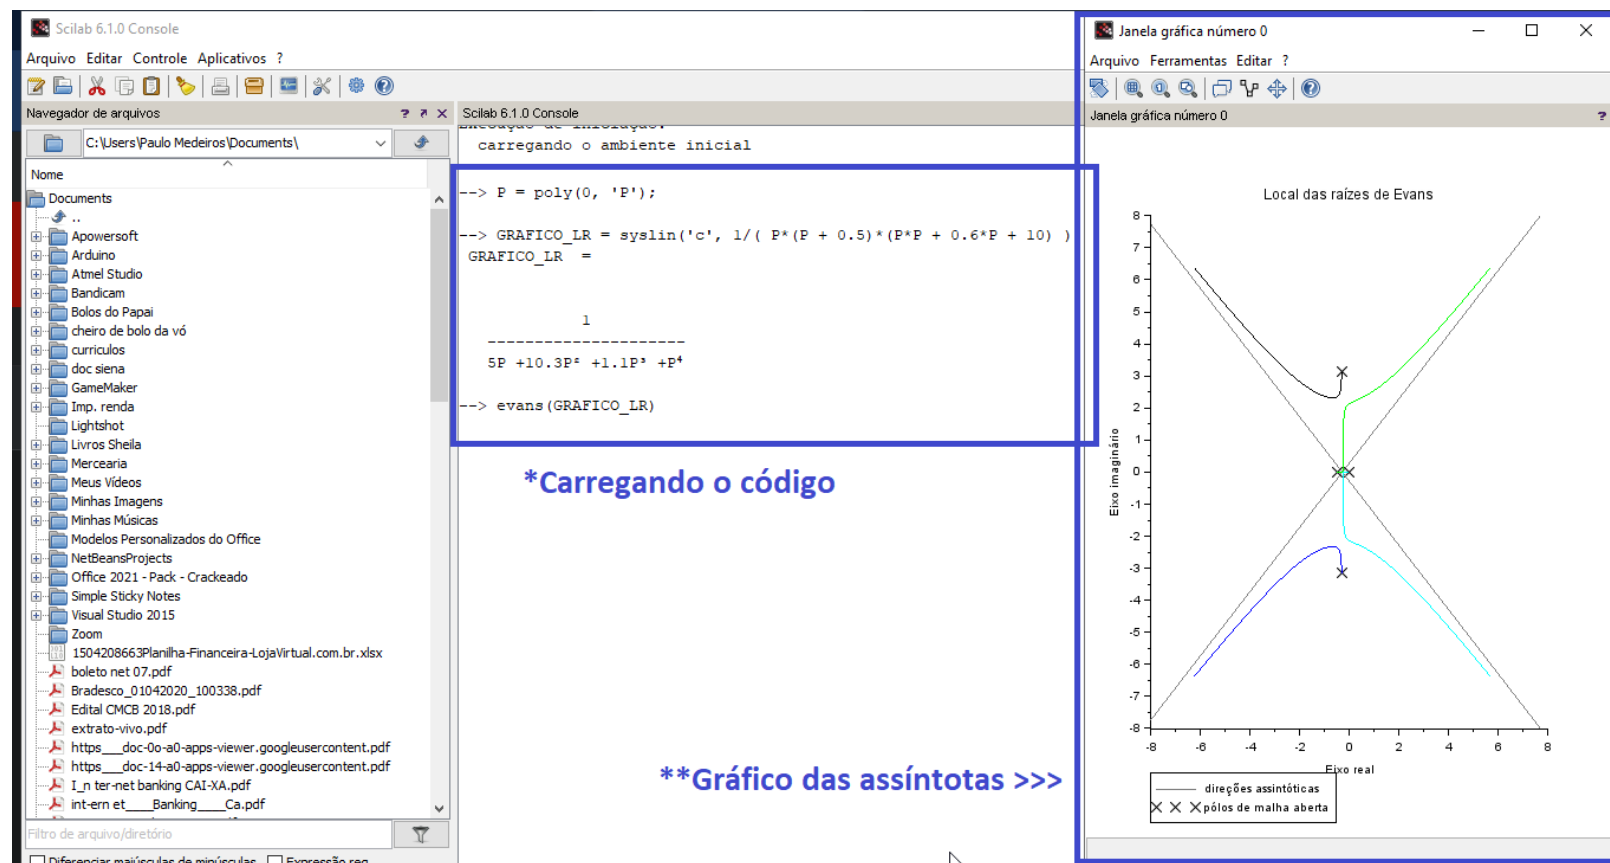 Scilab 6.1.0 Console
Arquivo Editar Controle Aplicativos ?
Navegador de arquivos
C:\Users\Paulo Medeiros\Documents\
Nome
Documents
..
Apowersoft
Arduino
Atmel Studio
Bandicam
Bolos do Papai
cheiro de bolo da vó
curriculos
doc siena
GameMaker
Imp. renda
Lightshot
Livros Sheila
Mercearia
Meus Vídeos
Minhas Imagens
Minhas Músicas
Modelos Personalizados do Office
NetBeansProjects
Office 2021 - Pack - Crackeado
Simple Sticky Notes
Visual Studio 2015
Zoom
1504208663Planilha-Financeira-LojaVirtual.com.br.xlsx
boleto net 07.pdf
Bradesco_01042020_100338.pdf
Edital CMCB 2018.pdf
extrato-vivo.pdf
https___doc-0o-a0-apps-viewer.googleusercontent.pdf
https___doc-14-a0-apps-viewer.googleusercontent.pdf
I_n ter-net banking CAI-XA.pdf
int-ern et____Banking____Ca.pdf
Filtro de arquivo/diretório
Diferenciar maiúsculas de minúsculas Expressão reg
Scilab 6.1.0 Console
Execução de iniciação:
carregando o ambiente inicial
--> P = poly(0, 'P');
--> GRAFICO_LR = syslin('c', 1/( P*(P + 0.5)*(P*P + 0.6*P + 10) )
GRAFICO_LR =
1
---------------------
5P +10.3P² +1.1P³ +P⁴
--> evans(GRAFICO_LR)
*Carregando o código
**Gráfico das assíntotas >>>
Janela gráfica número 0
Arquivo Ferramentas Editar ?
Janela gráfica número 0
?
Local das raízes de Evans
8
7
6
5
4
3
2
1
0
-1
-2
-3
-4
-5
-6
-7
-8
Eixo imaginário
-8 -6 -4 -2 0 2 4 6 8
Eixo real
direções assintóticas
pólos de malha aberta